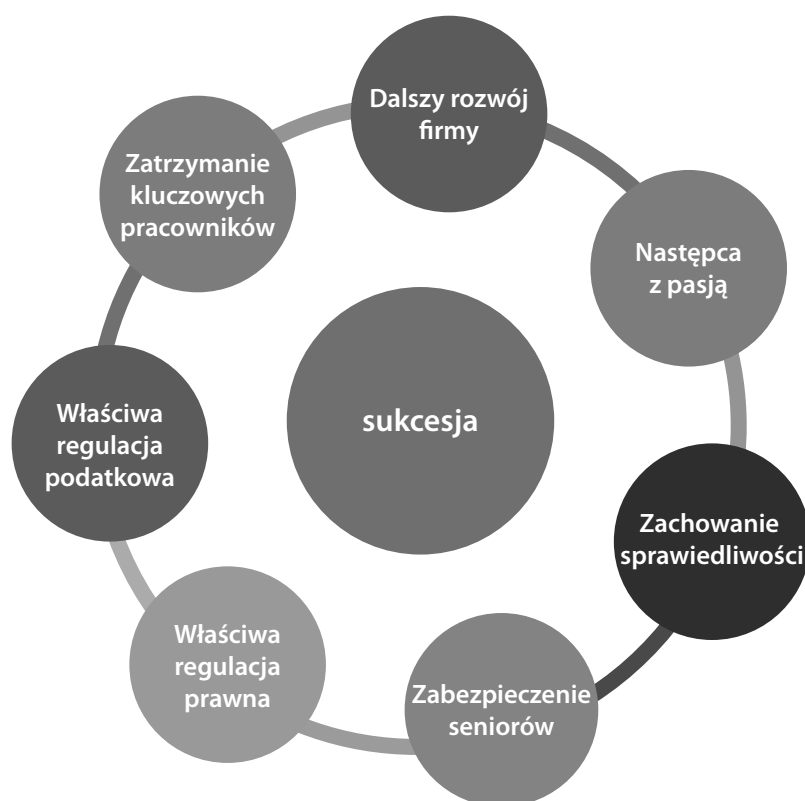 Dalszy rozwój
firmy
Następca
z pasją
Zachowanie
sprawiedliwości
Zabezpieczenie
seniorów
Właściwa
regulacja
prawna
Właściwa
regulacja
podatkowa
Zatrzymanie
kluczowych
pracowników
sukcesja